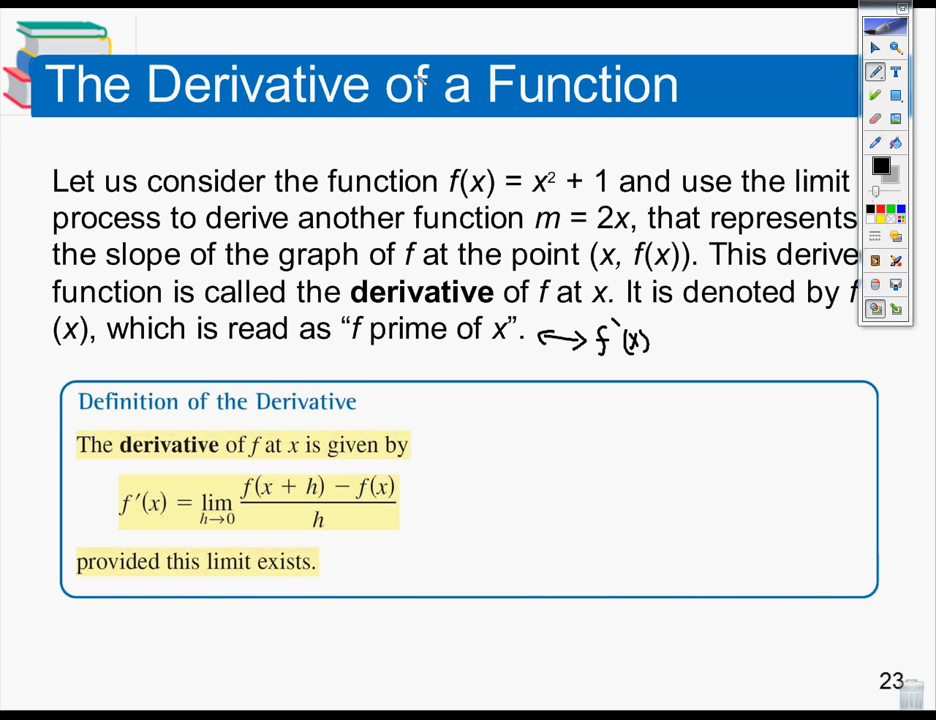 The Derivative of a Function
Let us consider the function f(x) = x² + 1 and use the limit
process to derive another function m = 2x, that represents
the slope of the graph of f at the point (x, f(x)). This derive
function is called the derivative of f at x. It is denoted by f
(x), which is read as “f prime of x”. ⟷ f`(x)
Definition of the Derivative
The derivative of f at x is given by
f′(x) = lim h→0 f(x + h) − f(x) / h
provided this limit exists.
23
T